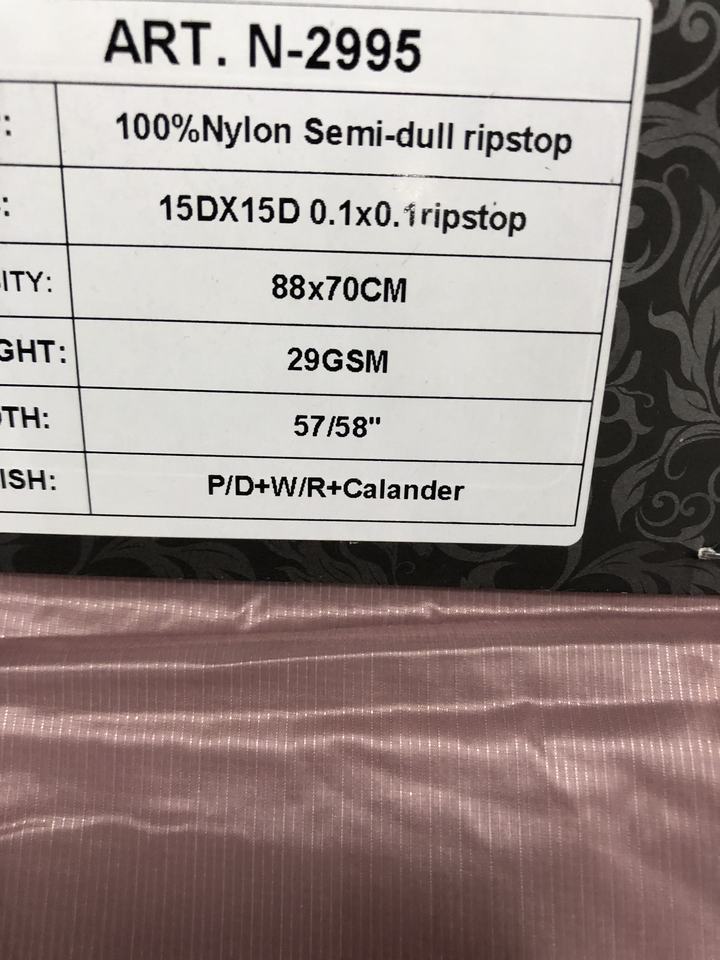 ART. N-2995
: 100%Nylon Semi-dull ripstop
: 15DX15D 0.1x0.1ripstop
ITY: 88x70CM
GHT: 29GSM
TH: 57/58"
ISH: P/D+W/R+Calander